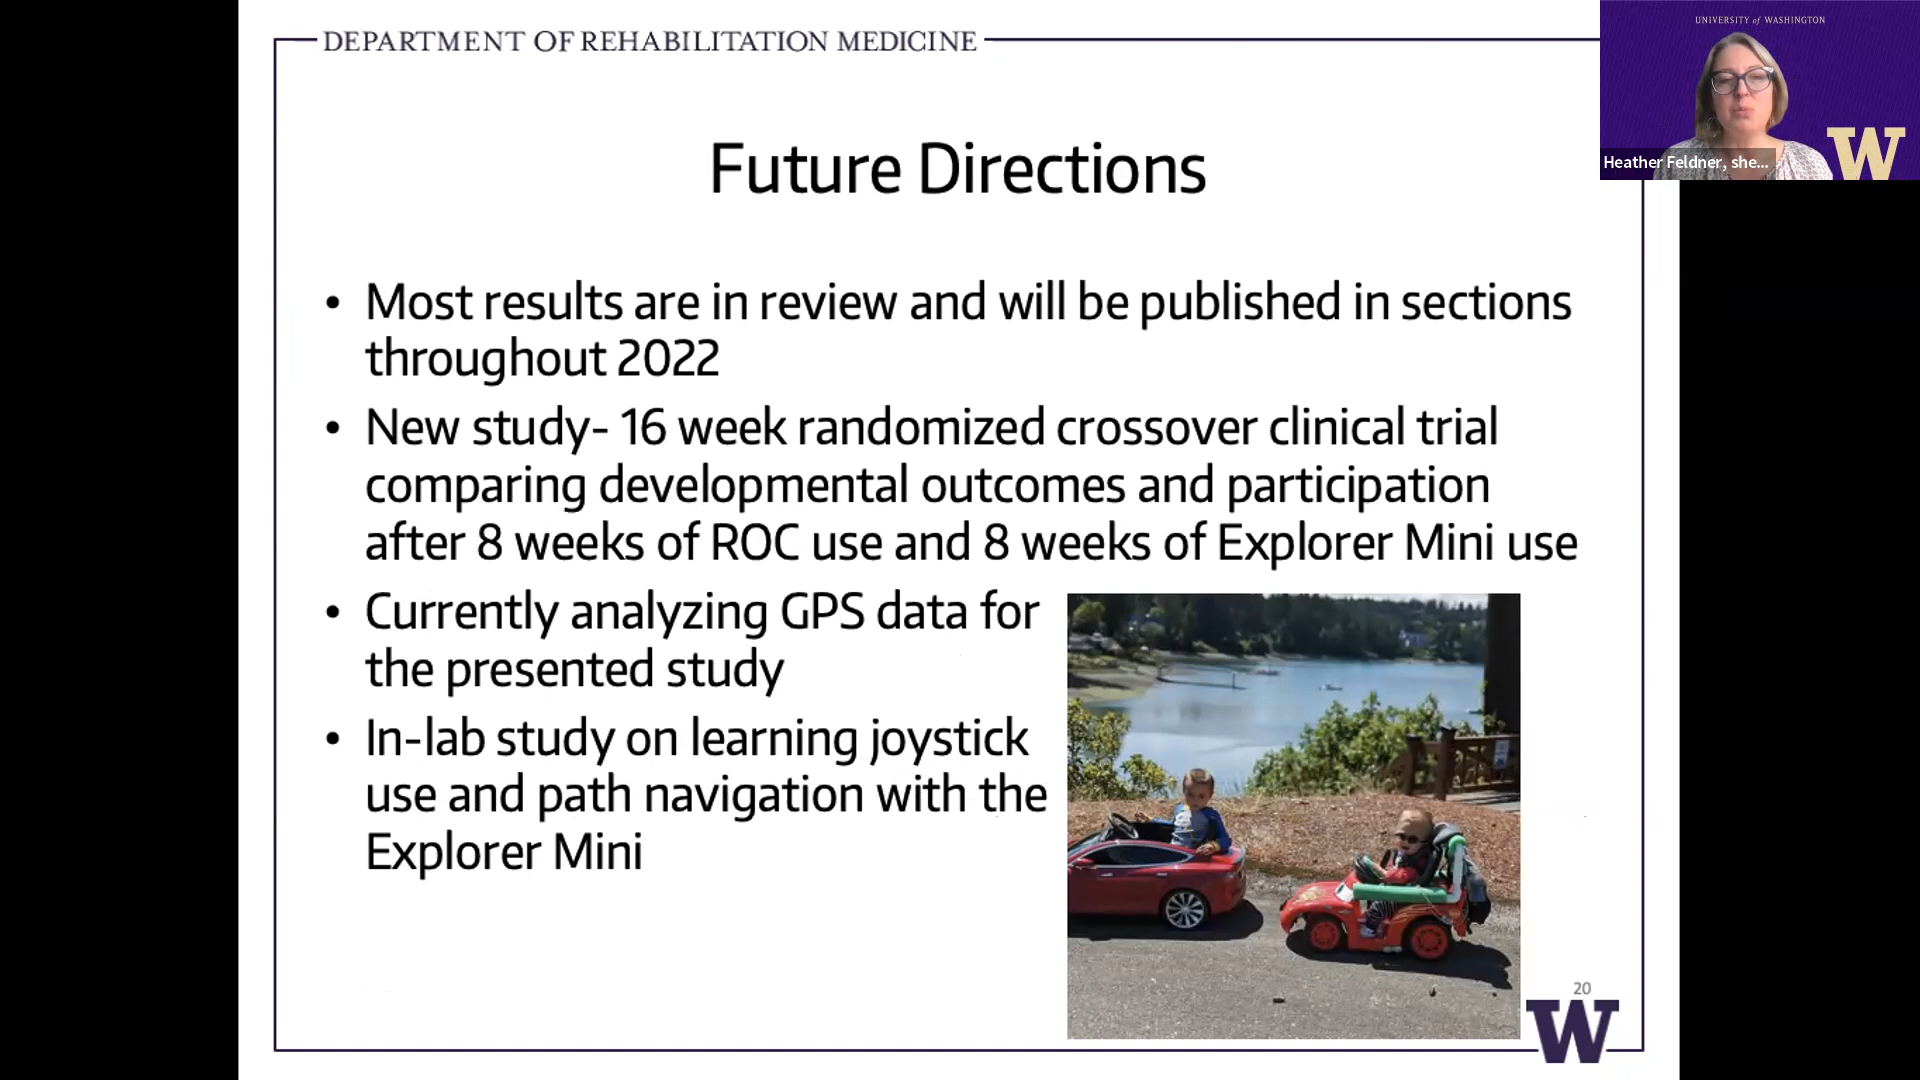 DEPARTMENT OF REHABILITATION MEDICINE
UNIVERSITY of WASHINGTON
W
Heather Feldner, she...
Future Directions
• Most results are in review and will be published in sections
throughout 2022
• New study- 16 week randomized crossover clinical trial
comparing developmental outcomes and participation
after 8 weeks of ROC use and 8 weeks of Explorer Mini use
• Currently analyzing GPS data for
the presented study
• In-lab study on learning joystick
use and path navigation with the
Explorer Mini
20
W